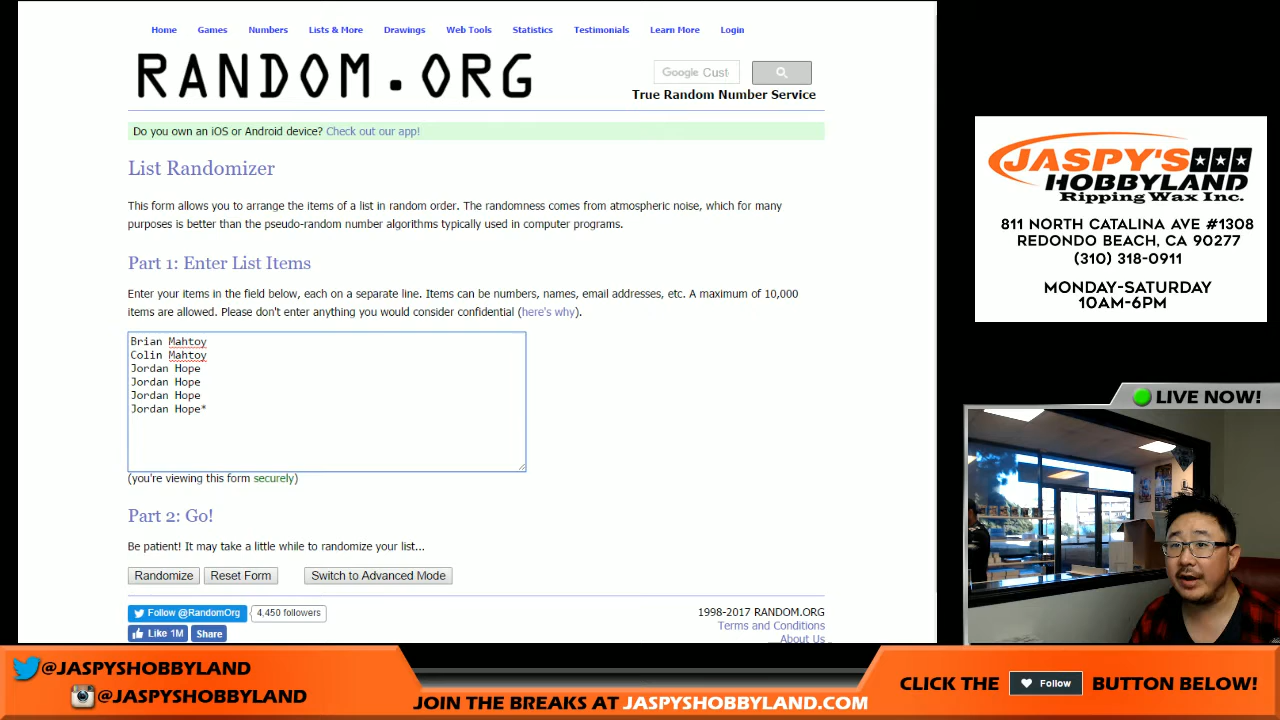 Home Games Numbers Lists & More Drawings Web Tools Statistics Testimonials Learn More Login
RANDOM.ORG
Google Cust
True Random Number Service
Do you own an iOS or Android device? Check out our app!
List Randomizer
This form allows you to arrange the items of a list in random order. The randomness comes from atmospheric noise, which for many
purposes is better than the pseudo-random number algorithms typically used in computer programs.
Part 1: Enter List Items
Enter your items in the field below, each on a separate line. Items can be numbers, names, email addresses, etc. A maximum of 10,000
items are allowed. Please don't enter anything you would consider confidential (here's why).
Brian Mahtoy
Colin Mahtoy
Jordan Hope
Jordan Hope
Jordan Hope
Jordan Hope*
(you're viewing this form securely)
Part 2: Go!
Be patient! It may take a little while to randomize your list...
Randomize Reset Form Switch to Advanced Mode
Follow @RandomOrg 4,450 followers
Like 1M Share
1998-2017 RANDOM.ORG
Terms and Conditions
About Us
JASPY'S
HOBBYLAND
Ripping Wax Inc.
811 NORTH CATALINA AVE #1308
REDONDO BEACH, CA 90277
(310) 318-0911
MONDAY-SATURDAY
10AM-6PM
LIVE NOW!
@JASPYSHOBBYLAND
@JASPYSHOBBYLAND
JOIN THE BREAKS AT JASPYSHOBBYLAND.COM
CLICK THE Follow BUTTON BELOW!